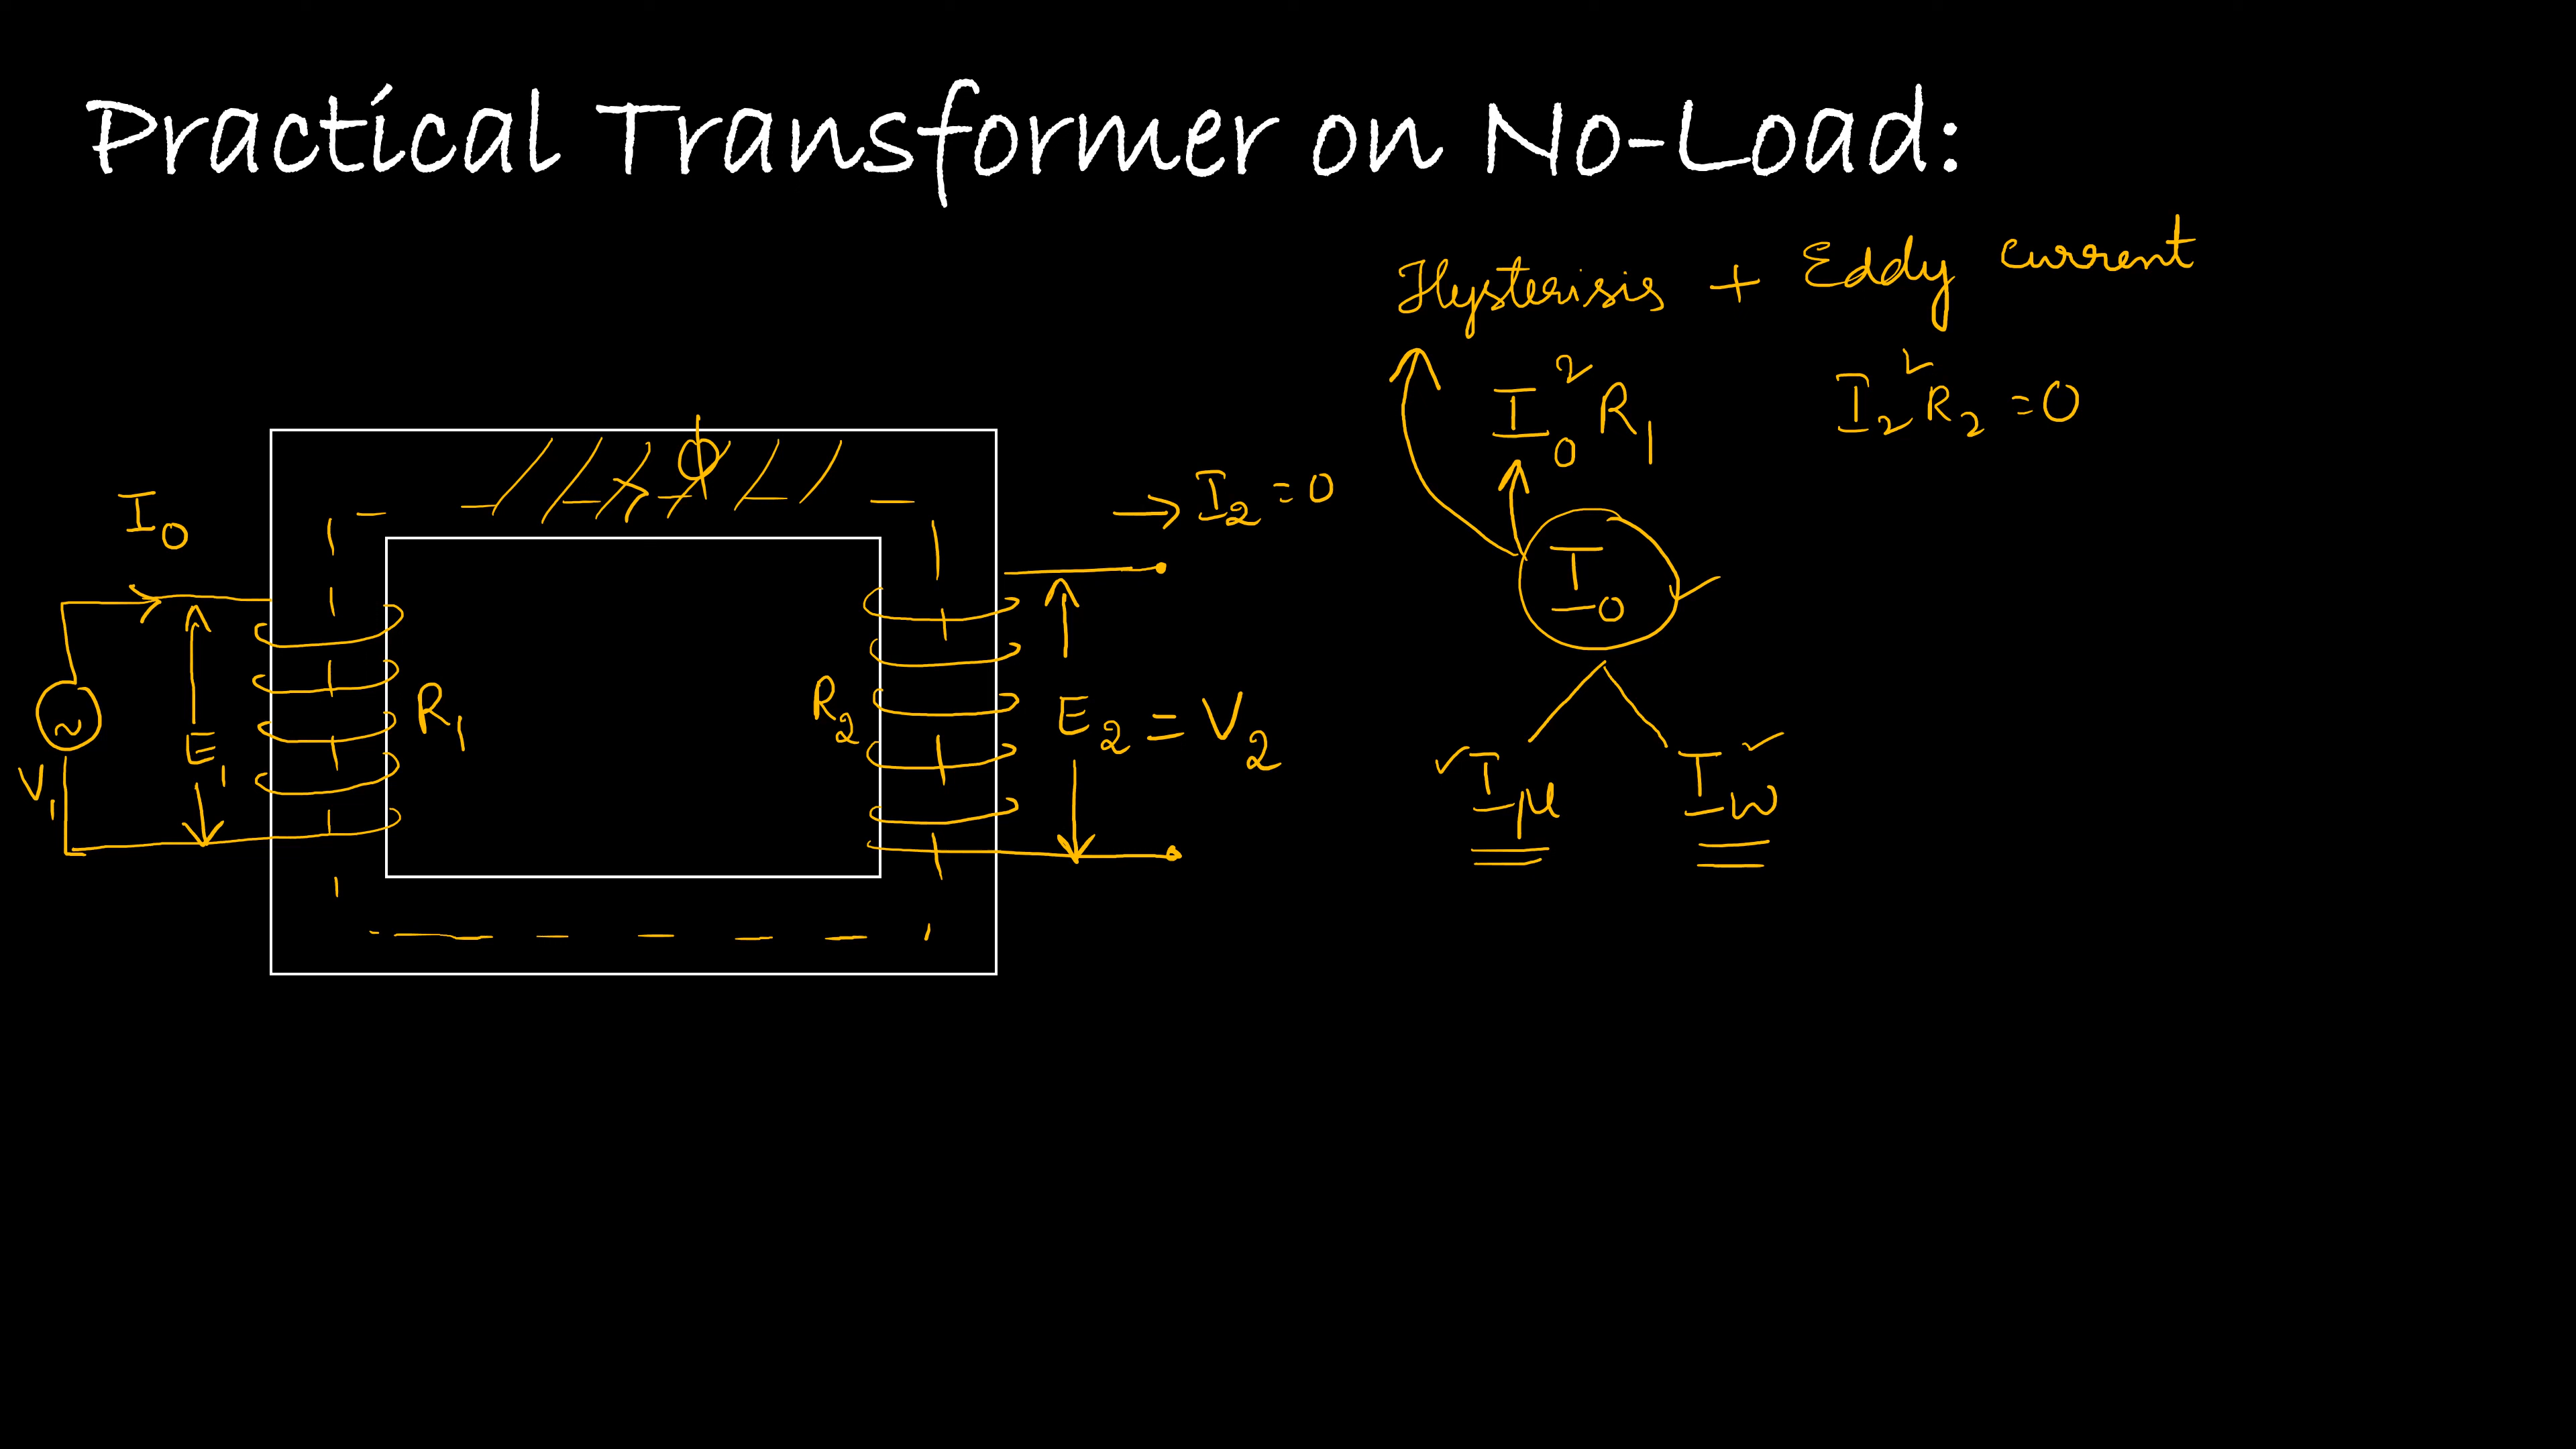 Practical Transformer on No-Load:
Hysterisis + Eddy current
I₀²R₁
I₂²R₂ = 0
ϕ
I₀
→ I₂ = 0
I₀
R₁
R₂
E₁
E₂ = V₂
V₁
Iμ
Iw